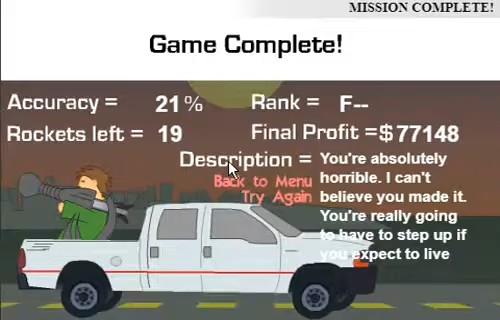 MISSION COMPLETE!
Game Complete!
Accuracy = 21%
Rank = F--
Rockets left = 19
Final Profit =$77148
Description = You're absolutely
horrible. I can't
believe you made it.
You're really going
to have to step up if
you expect to live
Back to Menu
Try Again